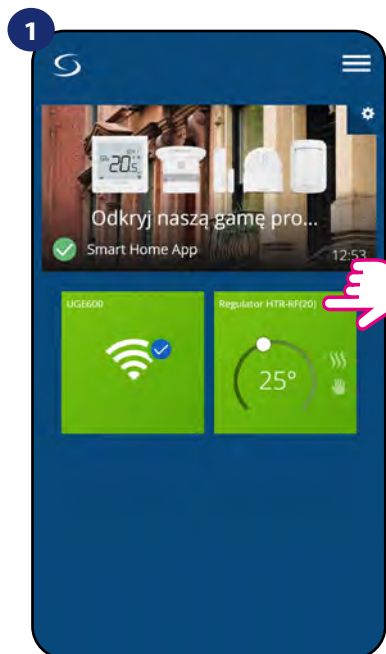 1
Odkryj naszą gamę pro...
Smart Home App
12:53
UGE600
Regulator HTR-RF(20)
25°